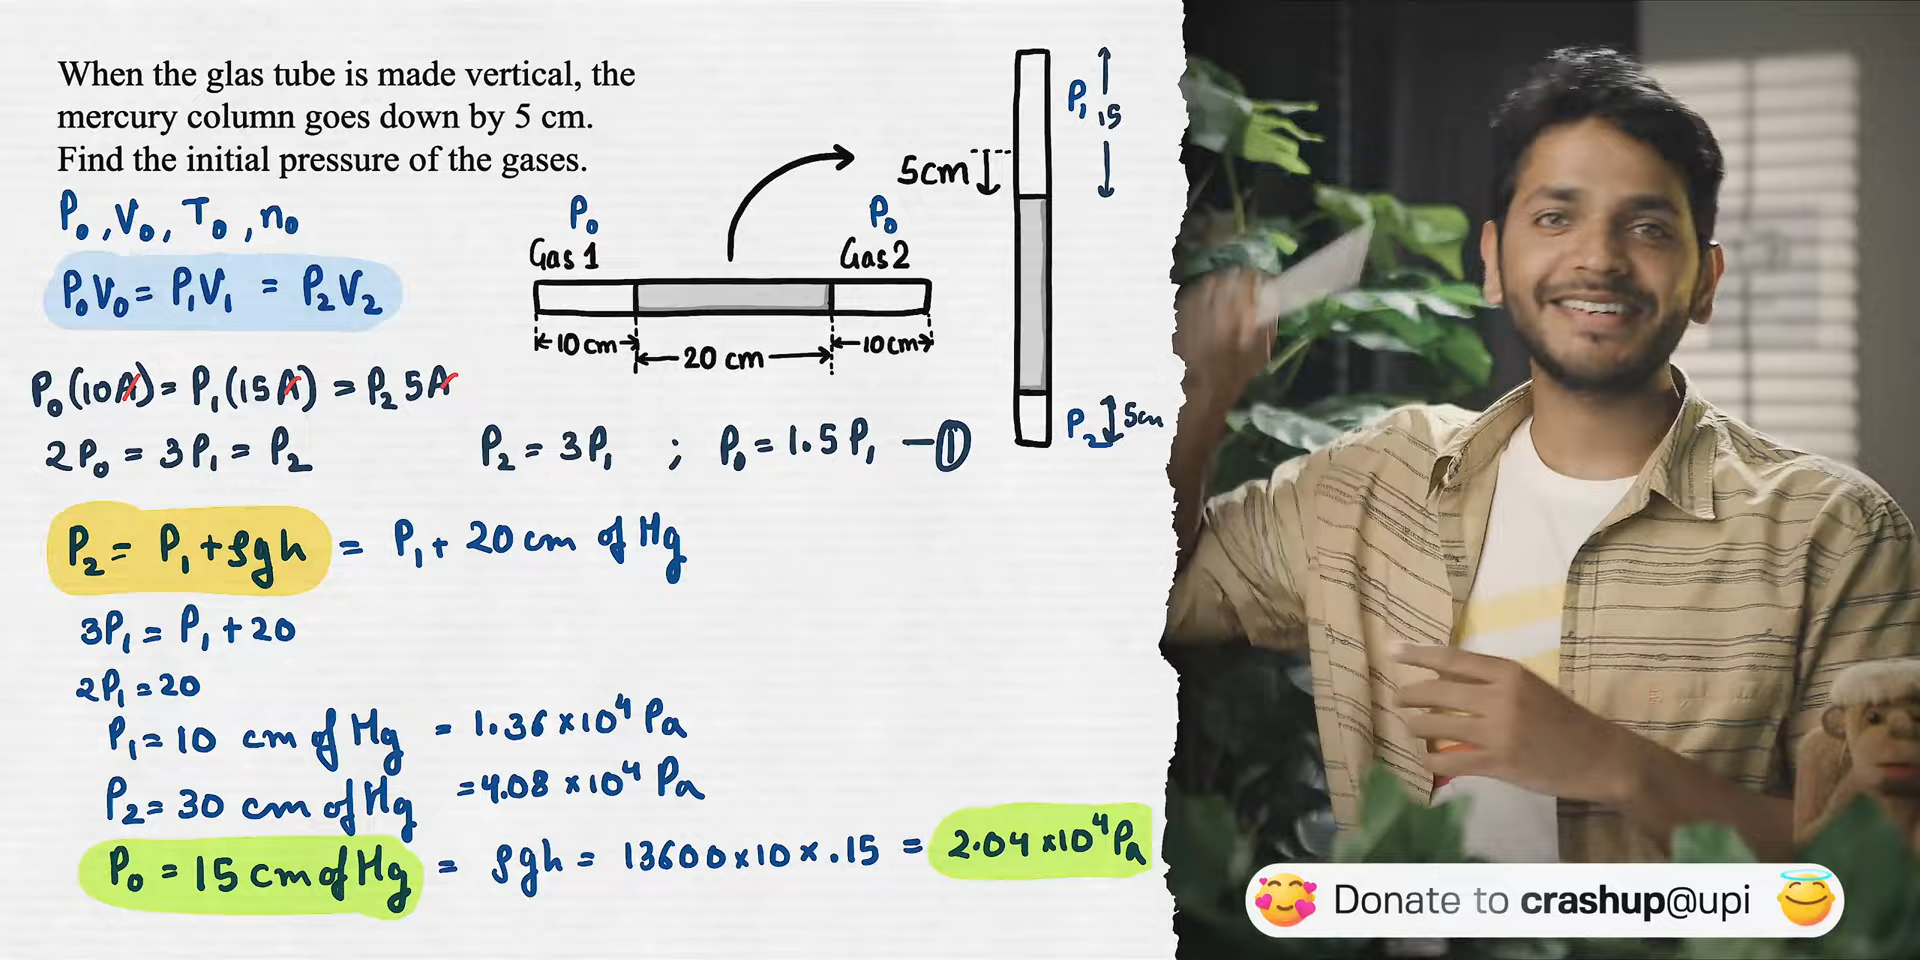 When the glas tube is made vertical, the
mercury column goes down by 5 cm.
Find the initial pressure of the gases.
P₀, V₀, T₀, n₀
P₀V₀ = P₁V₁ = P₂V₂
P₀(10A) = P₁(15A) = P₂ 5A
2P₀ = 3P₁ = P₂
P₂ = 3P₁ ; P₀ = 1.5 P₁ —①
P₂ = P₁ + ρgh = P₁ + 20 cm of Hg
3P₁ = P₁ + 20
2P₁ = 20
P₁ = 10 cm of Hg = 1.36 × 10⁴ Pa
P₂ = 30 cm of Hg = 4.08 × 10⁴ Pa
P₀ = 15 cm of Hg = ρgh = 13600 × 10 × .15 = 2.04 × 10⁴ Pa
P₀
P₀
Gas 1
Gas 2
10 cm
20 cm
10 cm
5cm
P₁
15
P₂
5cm
Donate to crashup@upi